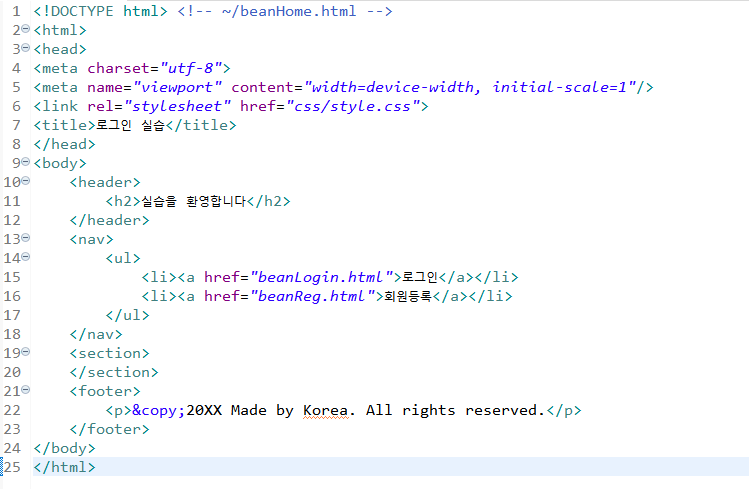 1 <!DOCTYPE html> <!-- ~/beanHome.html -->
2 <html>
3 <head>
4 <meta charset="utf-8">
5 <meta name="viewport" content="width=device-width, initial-scale=1"/>
6 <link rel="stylesheet" href="css/style.css">
7 <title>로그인 실습</title>
8 </head>
9 <body>
10     <header>
11         <h2>실습을 환영합니다</h2>
12     </header>
13     <nav>
14         <ul>
15             <li><a href="beanLogin.html">로그인</a></li>
16             <li><a href="beanReg.html">회원등록</a></li>
17         </ul>
18     </nav>
19     <section>
20     </section>
21     <footer>
22         <p>&copy;20XX Made by Korea. All rights reserved.</p>
23     </footer>
24 </body>
25 </html>